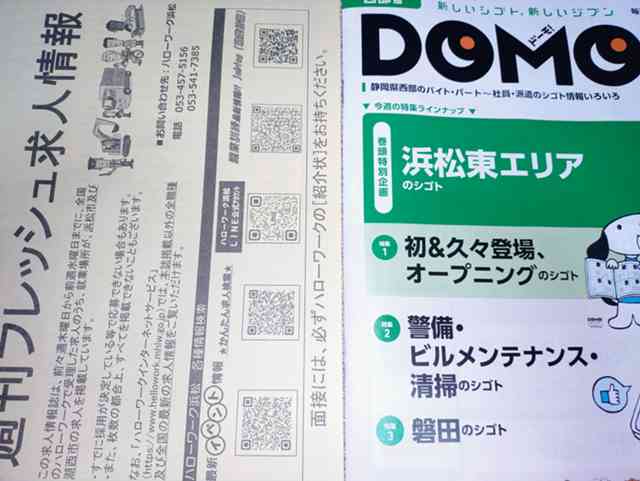 週刊フレッシュ求人情報
■お問い合わせ先:ハローワーク浜松
電話 053-457-5156
053-541-7385
この求人情報誌は、前々週木曜日から前週水曜日までに、全国
のハローワークで受理した求人のうち、就業場所が、浜松市及び
湖西市の求人を掲載しています。
・すでに採用が決定している等で応募できない場合もあります。
・また、枚数の都合上、すべてを掲載できないこともございます。
なお、「ハローワークインターネットサービス」
(https://www.hellowork.mhlw.go.jp)では、本誌掲載以外の全職種
及び全国の最新の求人情報をご覧いただけます。
ハローワーク浜松 各種情報検索
最新イベント情報
★かんたん求人検索★
ハローワーク浜松
LINE公式アカウント
面接には、必ずハローワークの[紹介状]をお持ちください。
新しいシゴト。新しいジブン
DOMO
静岡県西部のバイト・パート〜社員・派遣のシゴト情報いろいろ
▼ 今週の特集ラインナップ ▼
巻頭特別企画
浜松東エリア
のシゴト
特集
1
初&久々登場、
オープニングのシゴト
特集
2
警備・
ビルメンテナンス・
清掃のシゴト
特集
3
磐田のシゴト